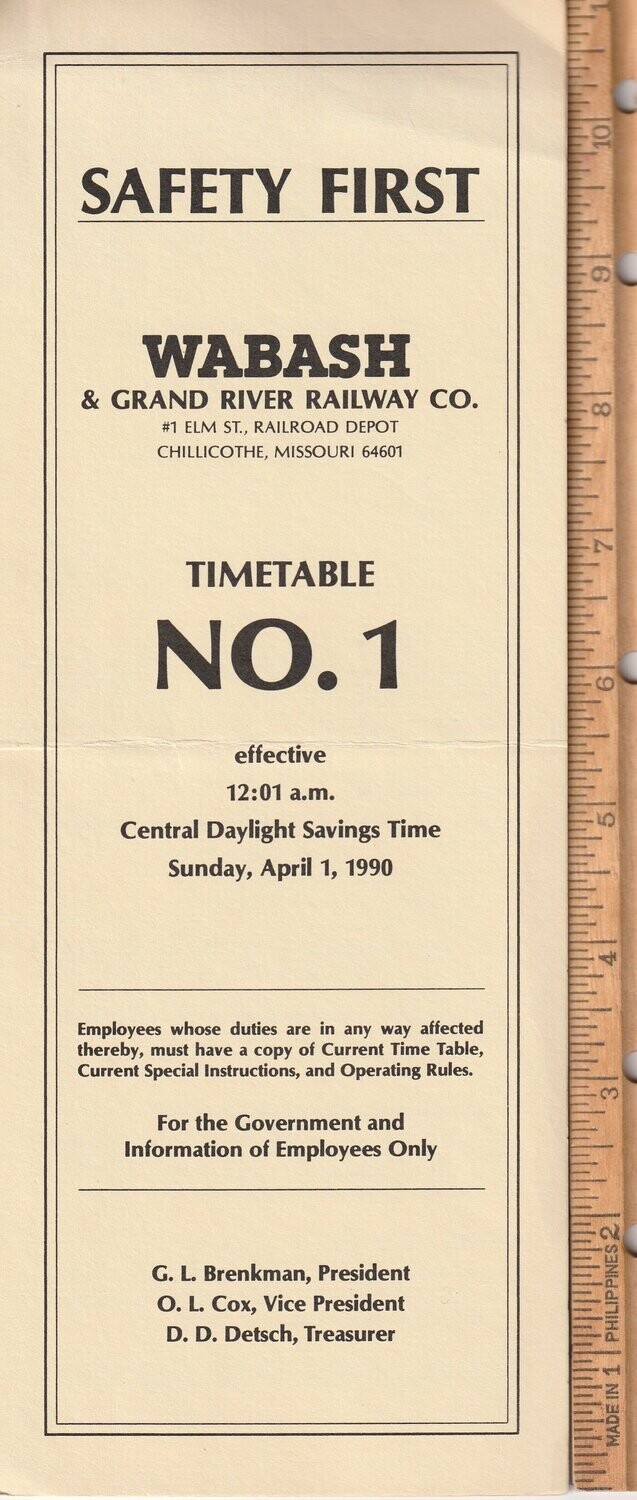 SAFETY FIRST
WABASH
& GRAND RIVER RAILWAY CO.
#1 ELM ST., RAILROAD DEPOT
CHILLICOTHE, MISSOURI 64601
TIMETABLE
NO. 1
effective
12:01 a.m.
Central Daylight Savings Time
Sunday, April 1, 1990
Employees whose duties are in any way affected
thereby, must have a copy of Current Time Table,
Current Special Instructions, and Operating Rules.
For the Government and
Information of Employees Only
G. L. Brenkman, President
O. L. Cox, Vice President
D. D. Detsch, Treasurer
MADE IN PHILIPPINES
1
2
3
4
5
6
7
8
9
10